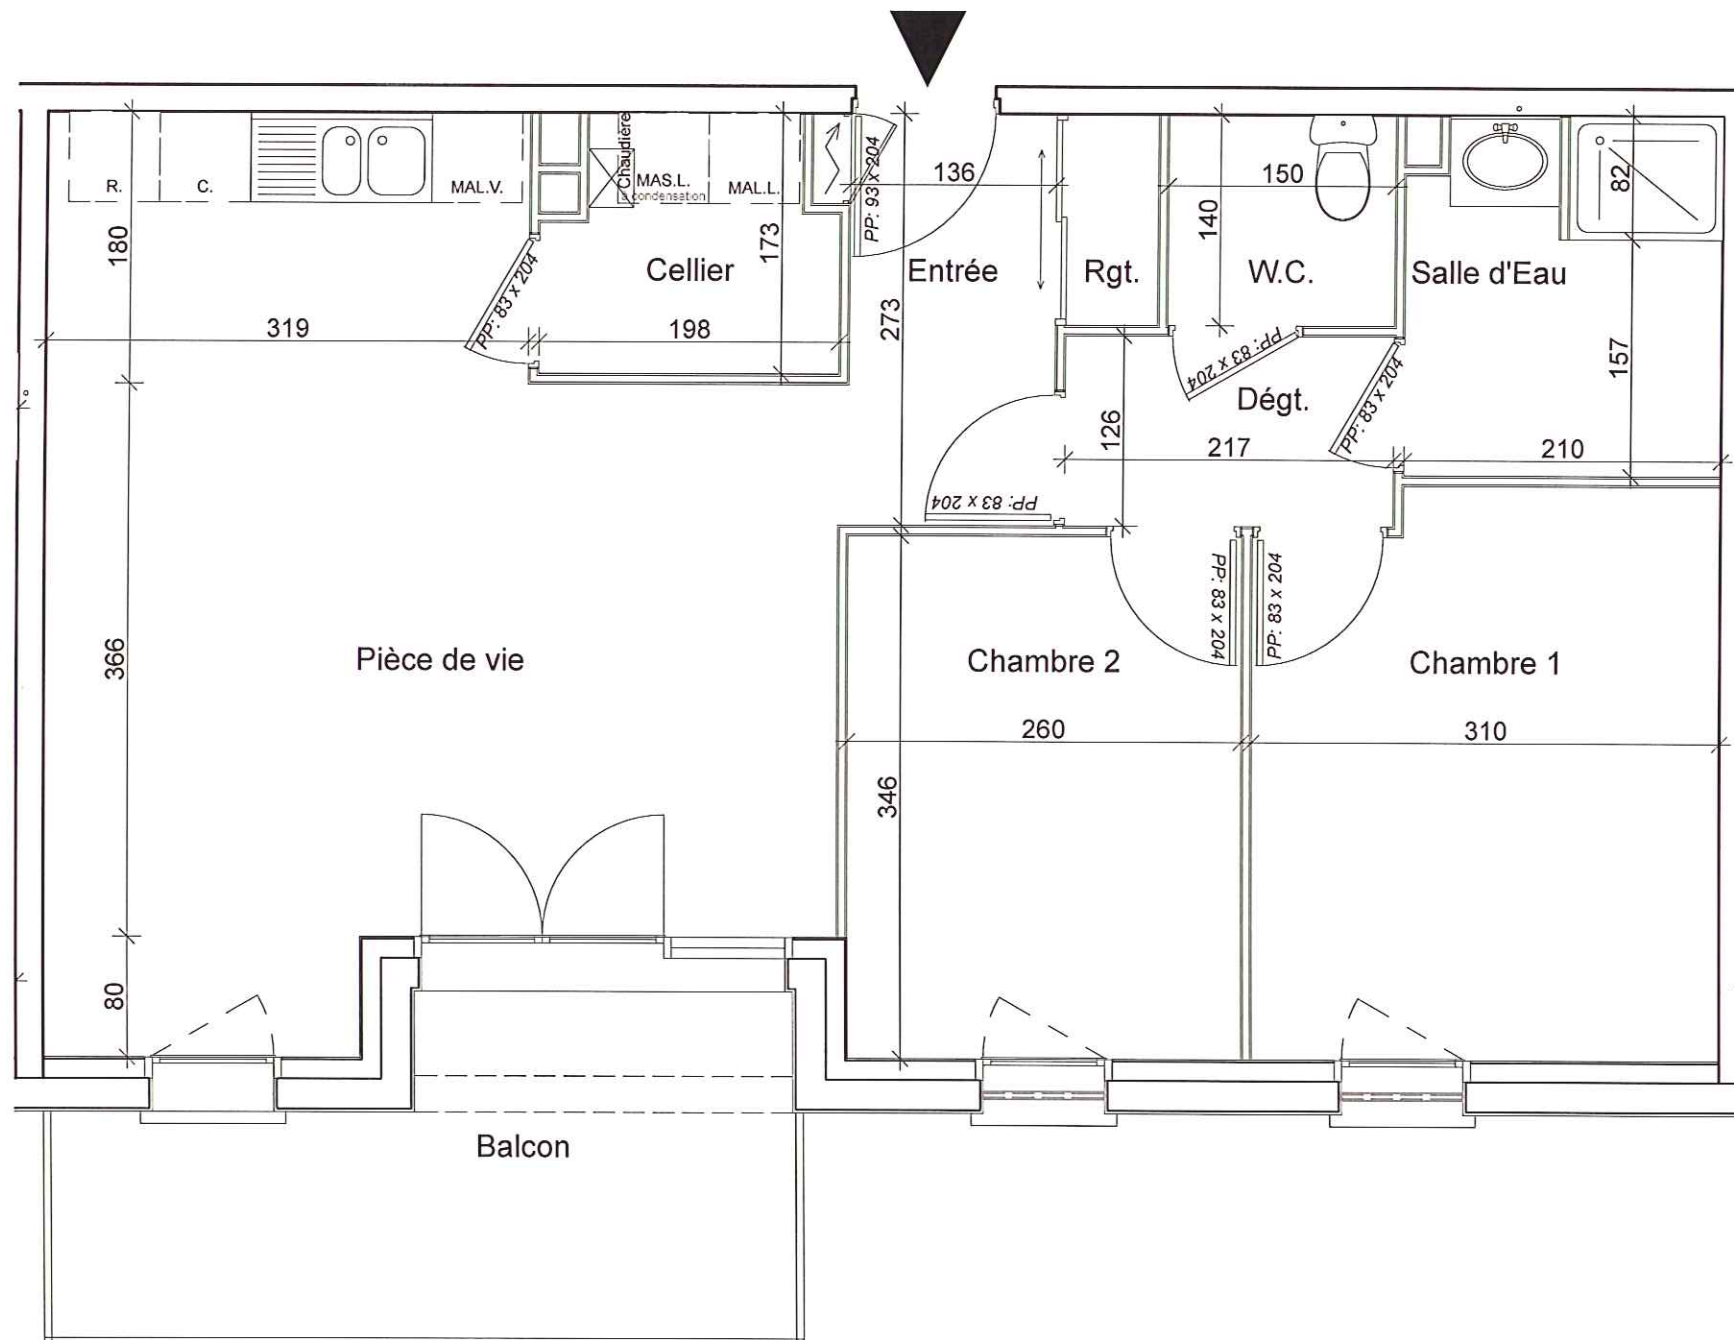 R.
C.
MAL.V.
Chaudière
à condensation
MAS.L.
MAL.L.
PP: 93 x 204
136
150
82
180
173
140
Cellier
Entrée
Rgt.
W.C.
Salle d'Eau
PP: 83 x 204
319
198
273
PP: 83 x 204
157
Dégt.
PP: 83 x 204
126
217
210
PP: 83 x 204
PP: 83 x 204
PP: 83 x 204
366
Pièce de vie
Chambre 2
Chambre 1
260
310
346
80
Balcon